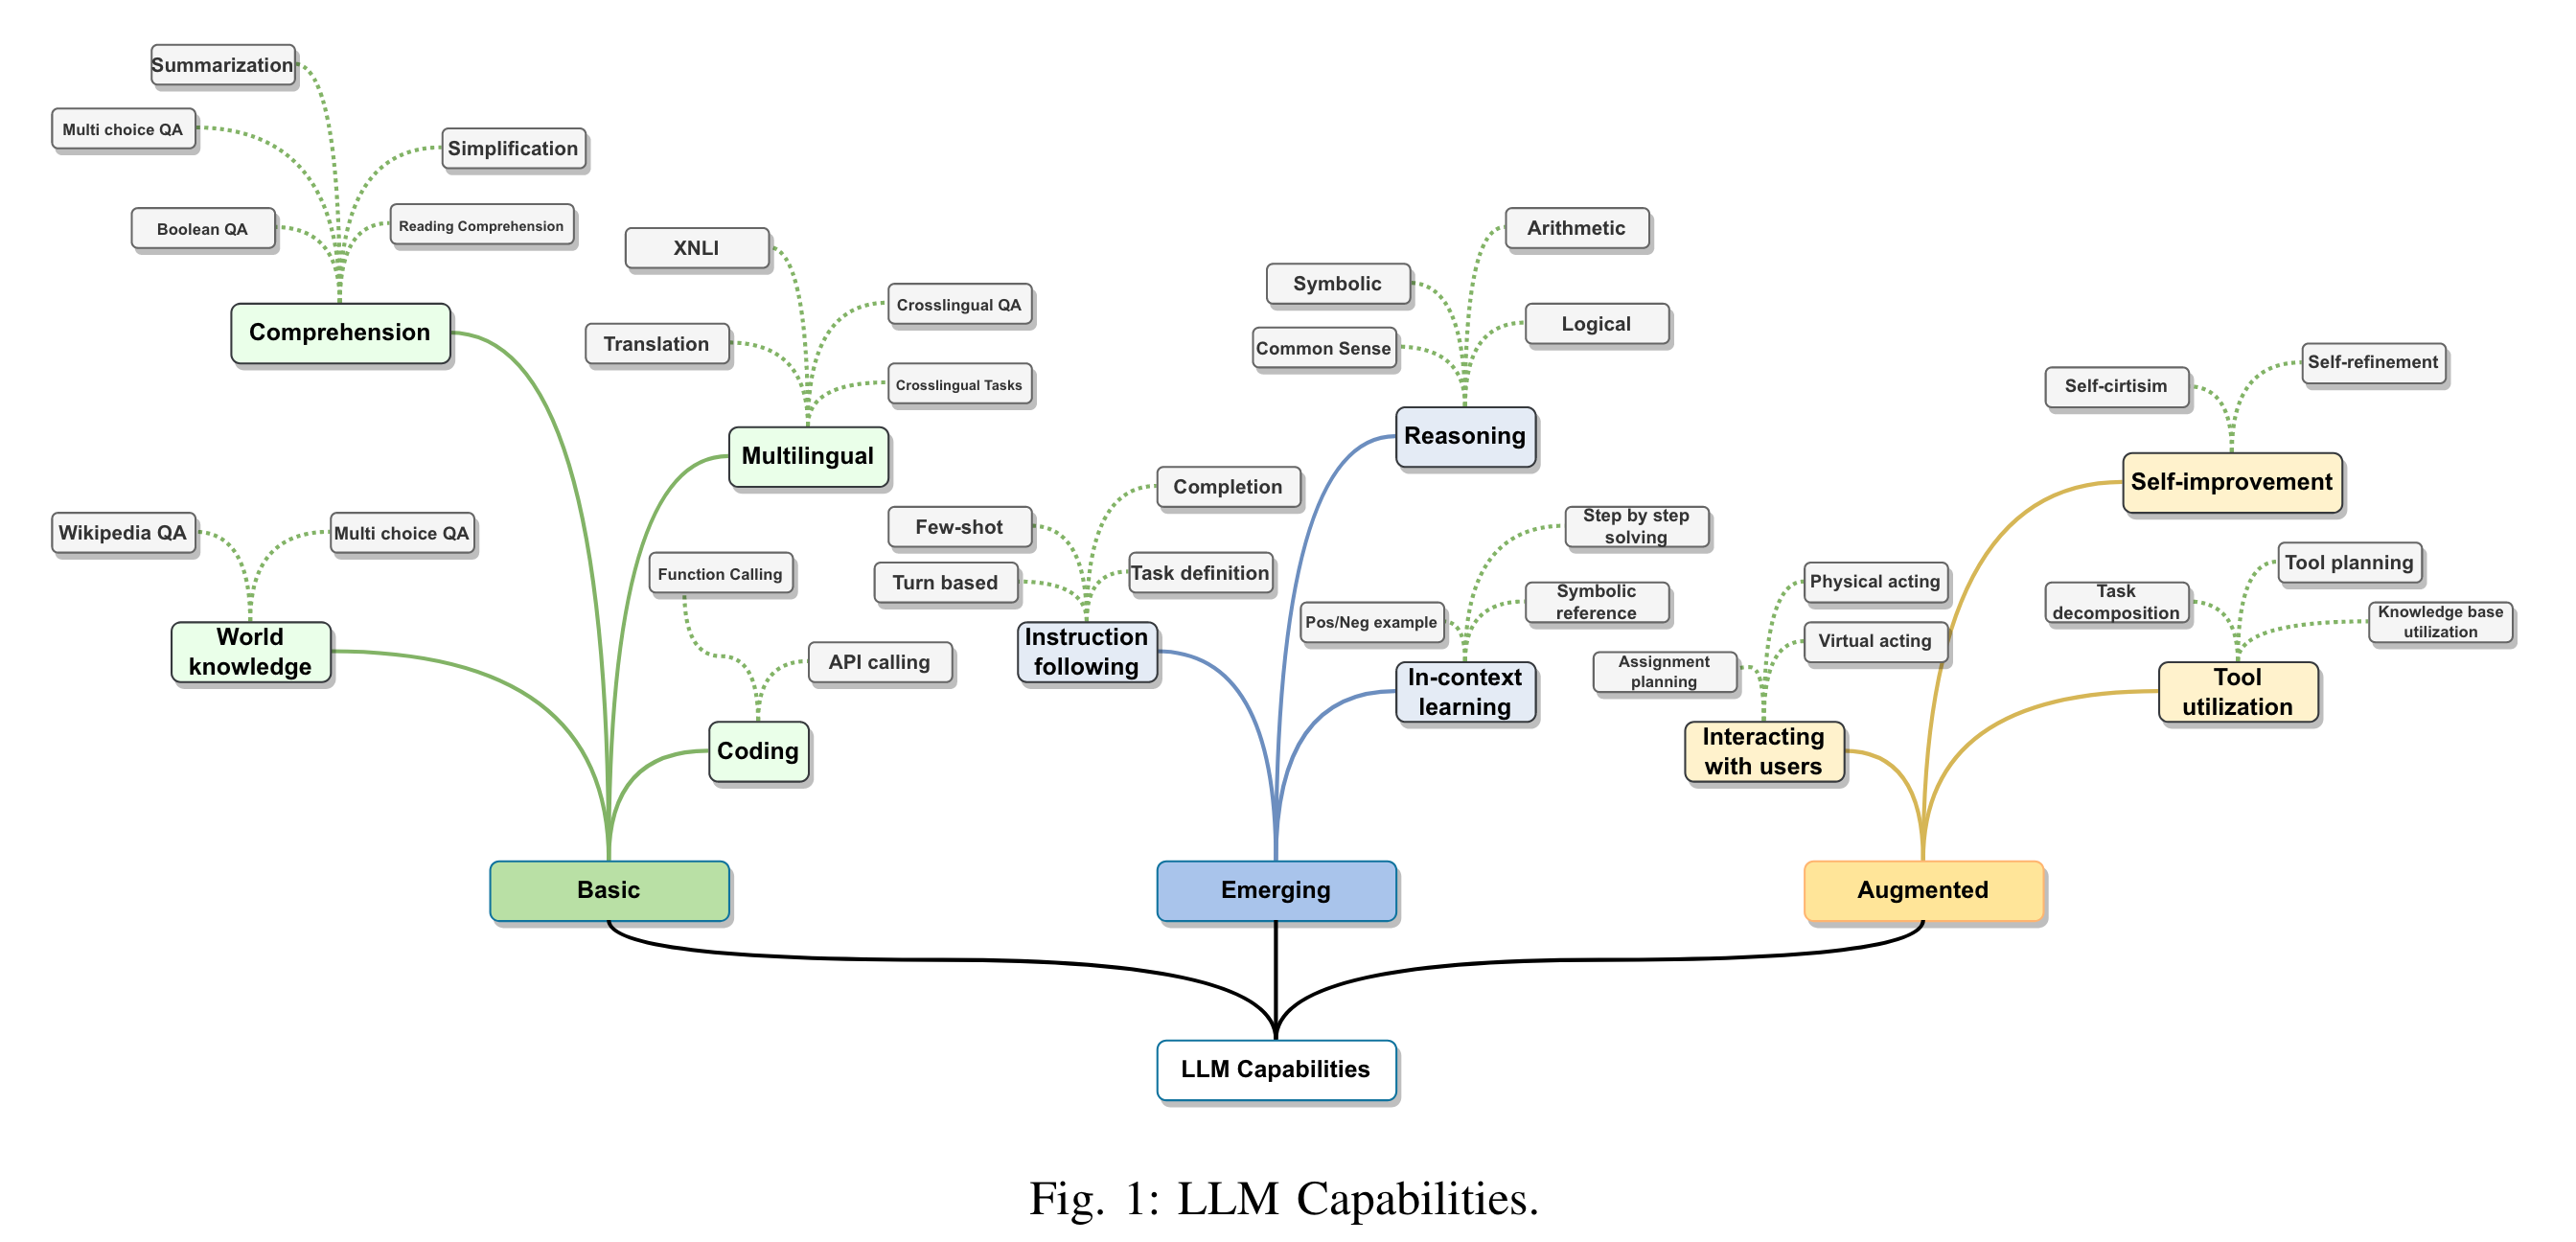 Summarization
Multi choice QA
Simplification
Boolean QA
Reading Comprehension
Comprehension
XNLI
Crosslingual QA
Translation
Crosslingual Tasks
Multilingual
Wikipedia QA
Multi choice QA
World
knowledge
Function Calling
API calling
Coding
Basic
Completion
Few-shot
Turn based
Task definition
Instruction
following
Arithmetic
Symbolic
Logical
Common Sense
Reasoning
Step by step
solving
Symbolic
reference
Pos/Neg example
In-context
learning
Emerging
Physical acting
Virtual acting
Assignment
planning
Interacting
with users
Self-refinement
Self-cirtisim
Self-improvement
Tool planning
Task
decomposition
Knowledge base
utilization
Tool
utilization
Augmented
LLM Capabilities
Fig. 1: LLM Capabilities.